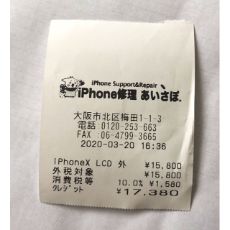 iPhone Support&Repair
iPhone修理 あいさぽ.
大阪市北区梅田1-1-3
電話 0120-253-663
FAX 06-4799-3665
2020-03-20 16:36
iPhoneX LCD 外 ¥15,800
外税対象 ¥15,800
消費税等 10.0% ¥1,580
クレジット ¥17,380